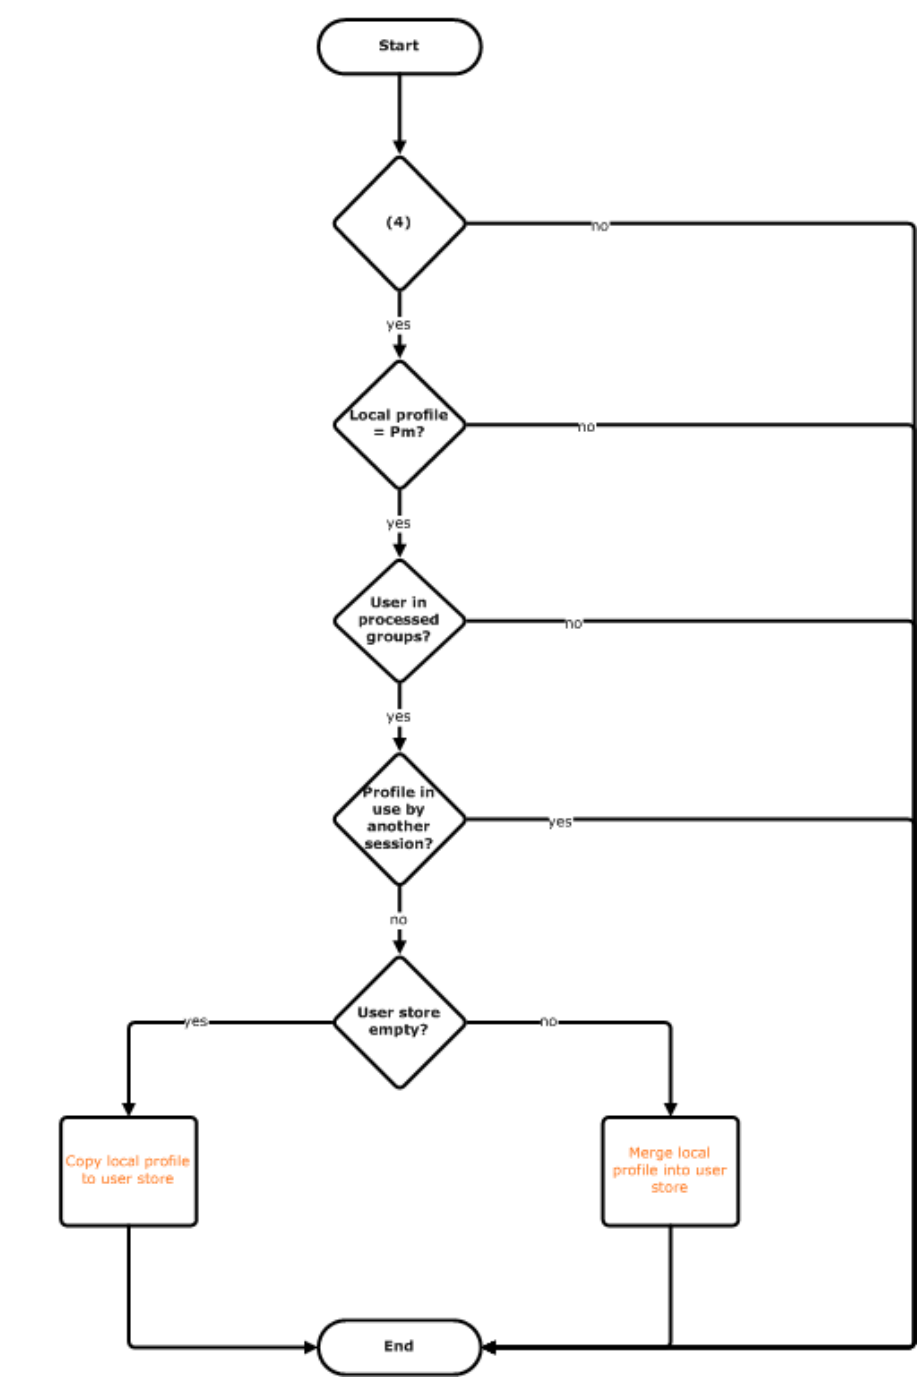 Start
(4)
no
yes
Local profile
= Pm?
no
yes
User in
processed
groups?
no
yes
Profile in
use by
another
session?
yes
no
User store
empty?
yes
no
Copy local profile
to user store
Merge local
profile into user
store
End